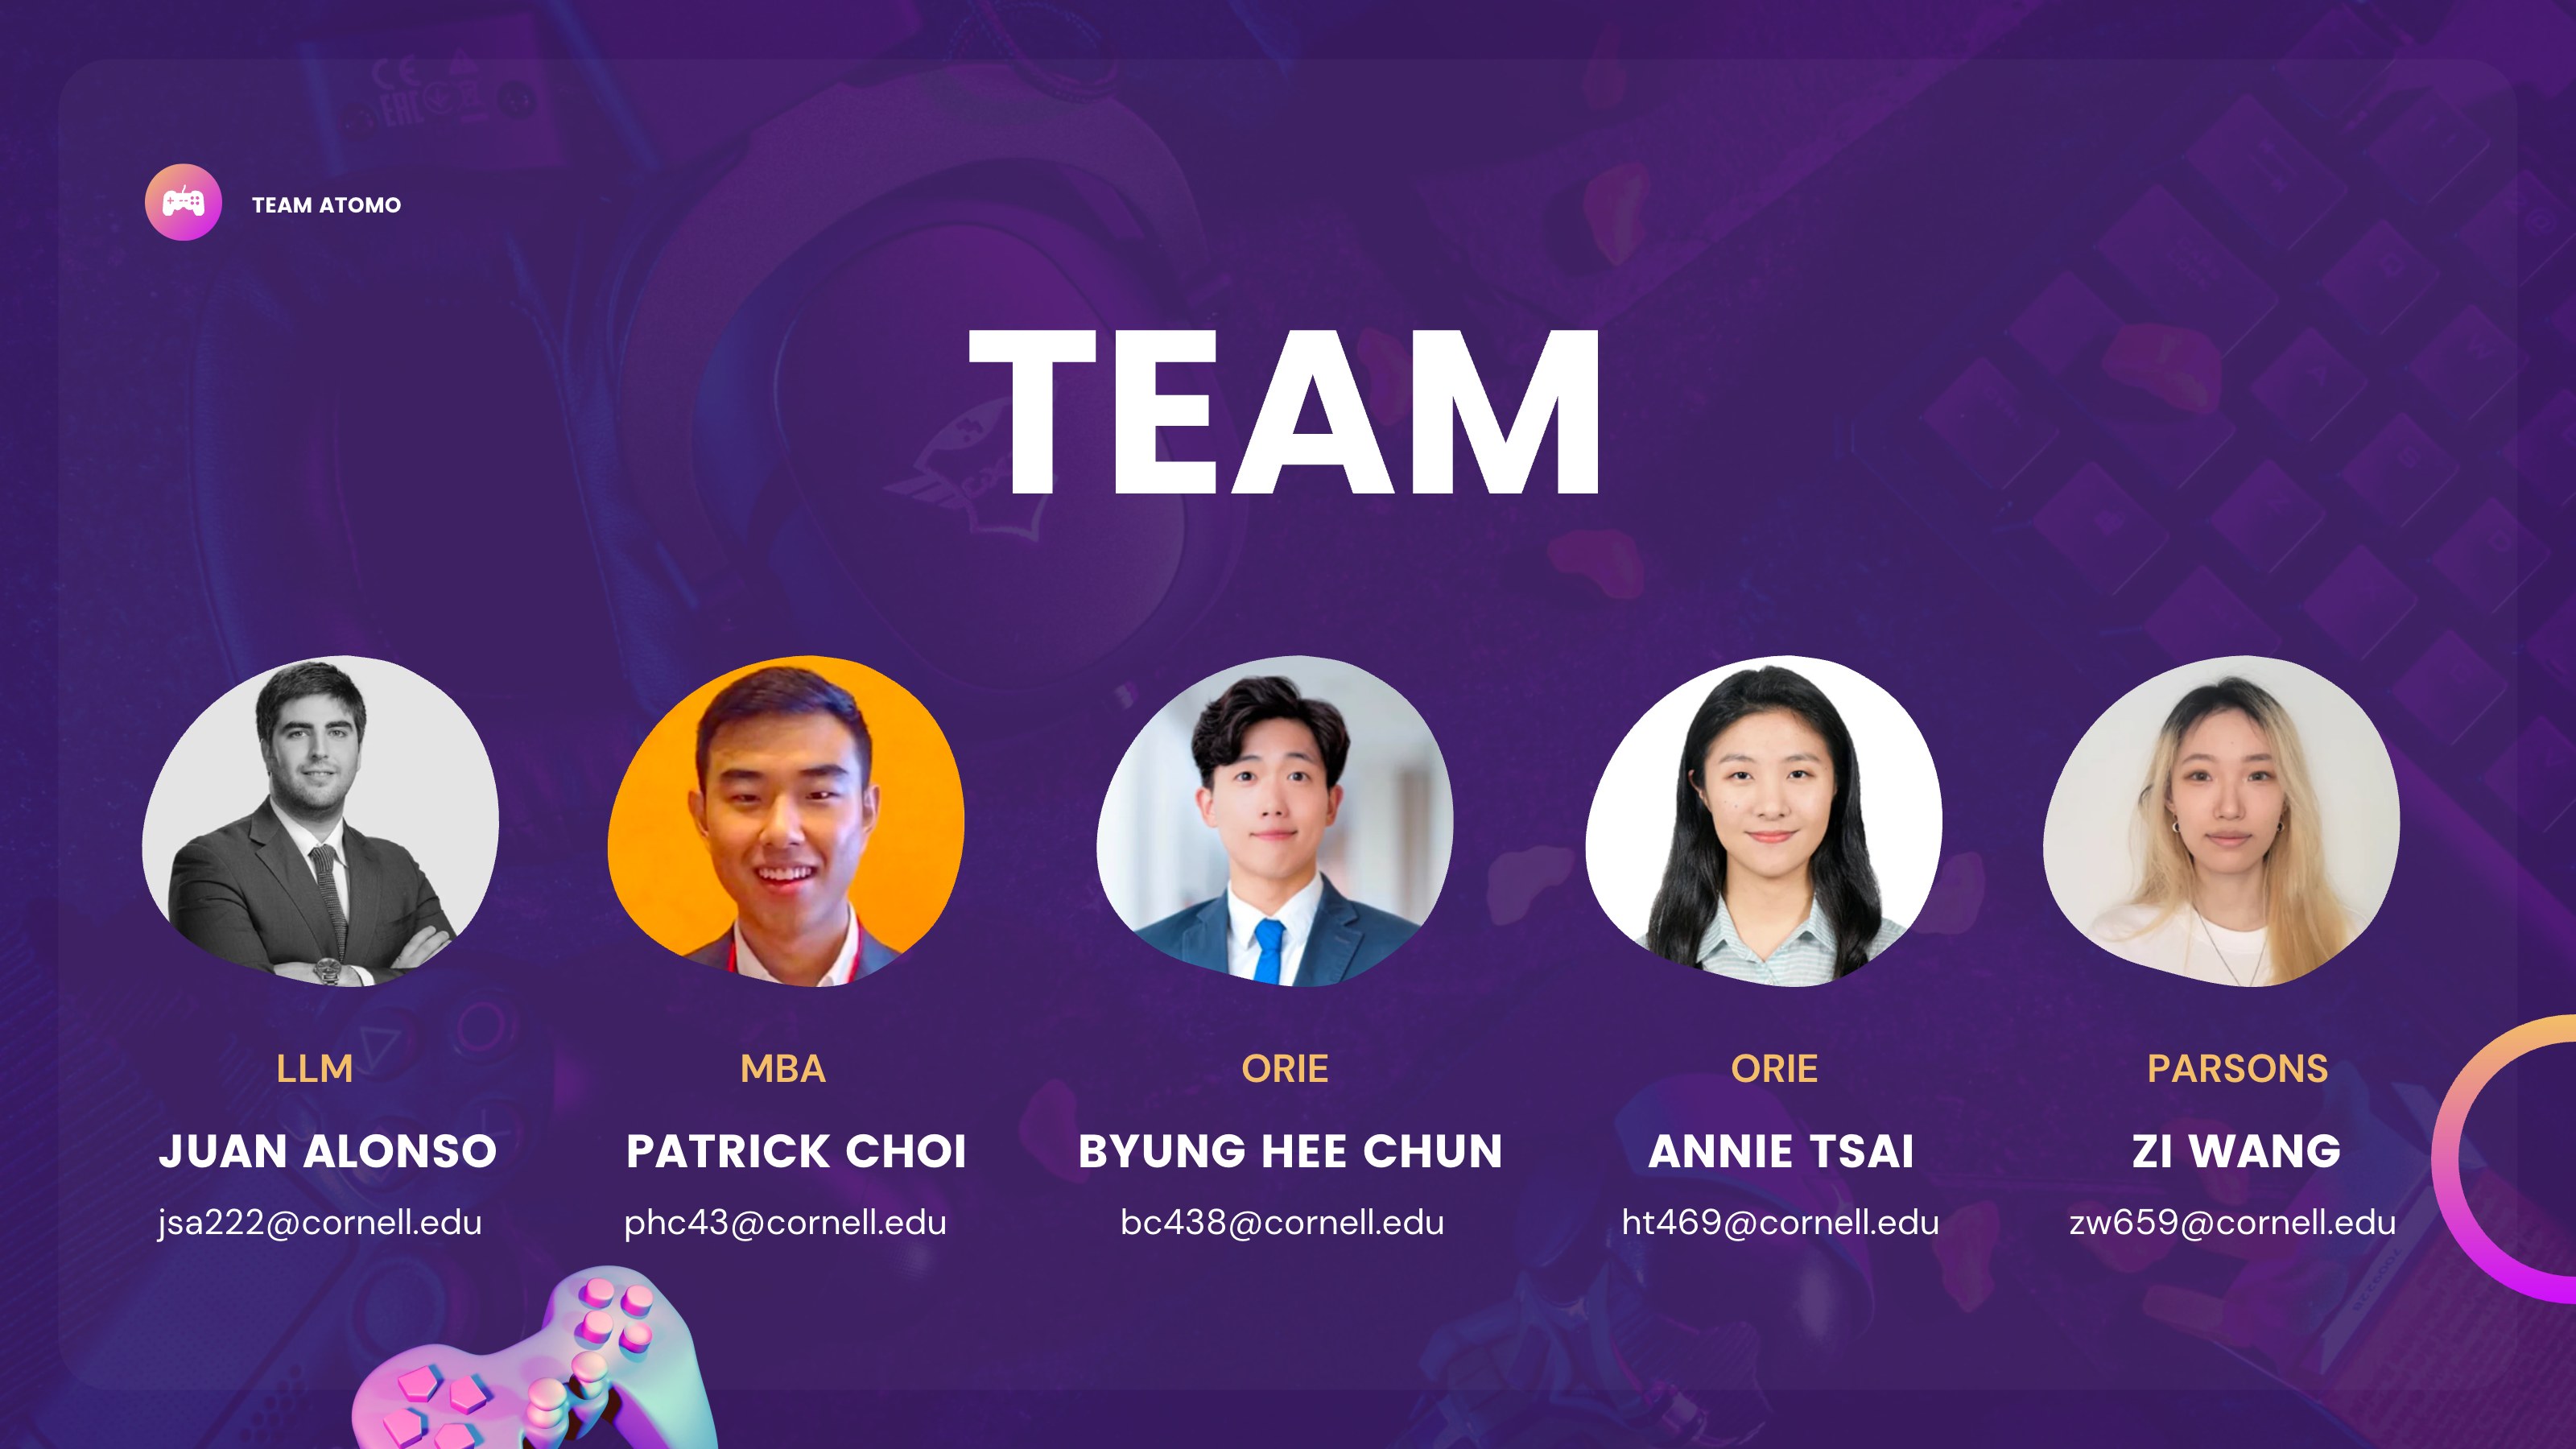 TEAM ATOMO
TEAM
LLM
JUAN ALONSO
jsa222@cornell.edu
MBA
PATRICK CHOI
phc43@cornell.edu
ORIE
BYUNG HEE CHUN
bc438@cornell.edu
ORIE
ANNIE TSAI
ht469@cornell.edu
PARSONS
ZI WANG
zw659@cornell.edu